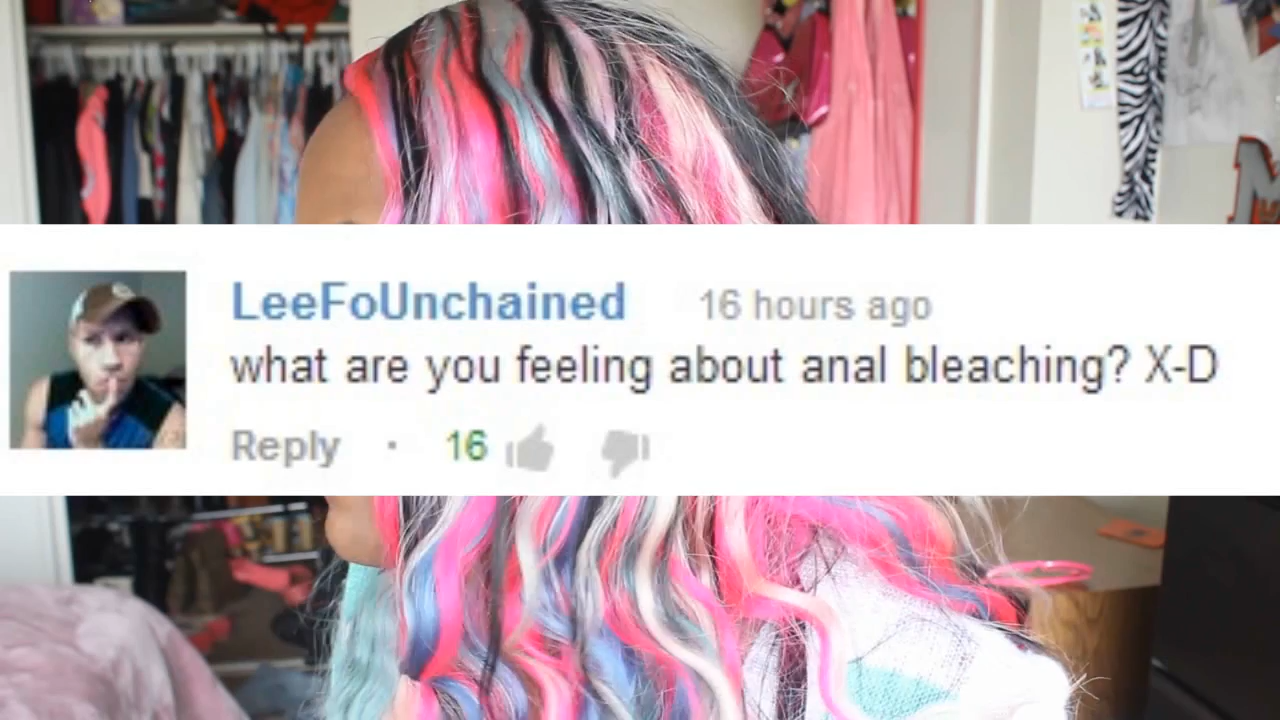 LeeFoUnchained 16 hours ago
what are you feeling about anal bleaching? X-D
Reply · 16
M